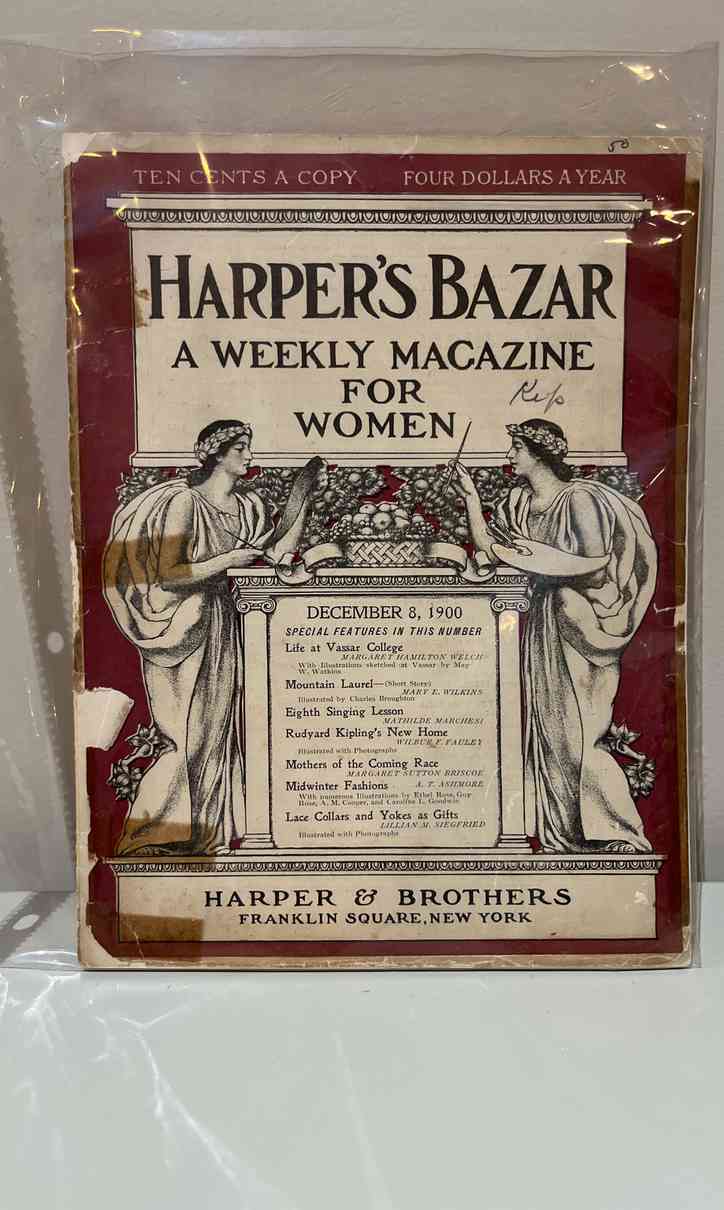 50
TEN CENTS A COPY FOUR DOLLARS A YEAR
HARPER'S BAZAR
A WEEKLY MAGAZINE
FOR
WOMEN
Kip
DECEMBER 8, 1900
SPECIAL FEATURES IN THIS NUMBER
Life at Vassar College
MARGARET HAMILTON WELCH
With Illustrations sketched at Vassar by May
W. Watkins
Mountain Laurel—(Short Story)
MARY E. WILKINS
Illustrated by Charles Broughton
Eighth Singing Lesson
MATHILDE MARCHESI
Rudyard Kipling's New Home
WILBUR F. FAULEY
Illustrated with Photographs
Mothers of the Coming Race
MARGARET SUTTON BRISCOE
Midwinter Fashions A. T. ASHMORE
With numerous Illustrations by Ethel Rose, Guy
Rose, A. M. Cooper, and Caroline L. Goodwin
Lace Collars and Yokes as Gifts
LILLIAN M. SIEGFRIED
Illustrated with Photographs
HARPER & BROTHERS
FRANKLIN SQUARE, NEW YORK